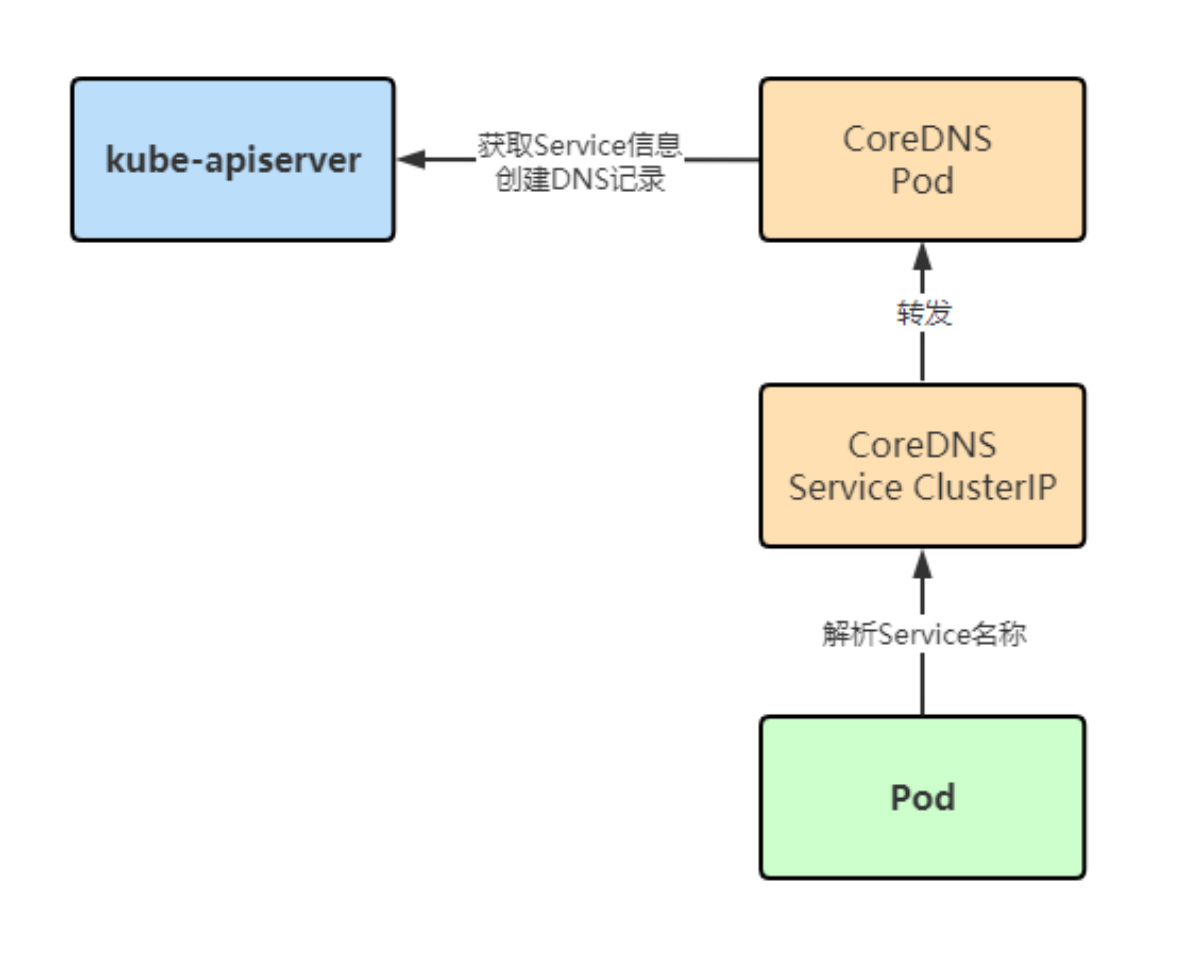 kube-apiserver
获取Service信息
创建DNS记录
CoreDNS
Pod
转发
CoreDNS
Service ClusterIP
解析Service名称
Pod